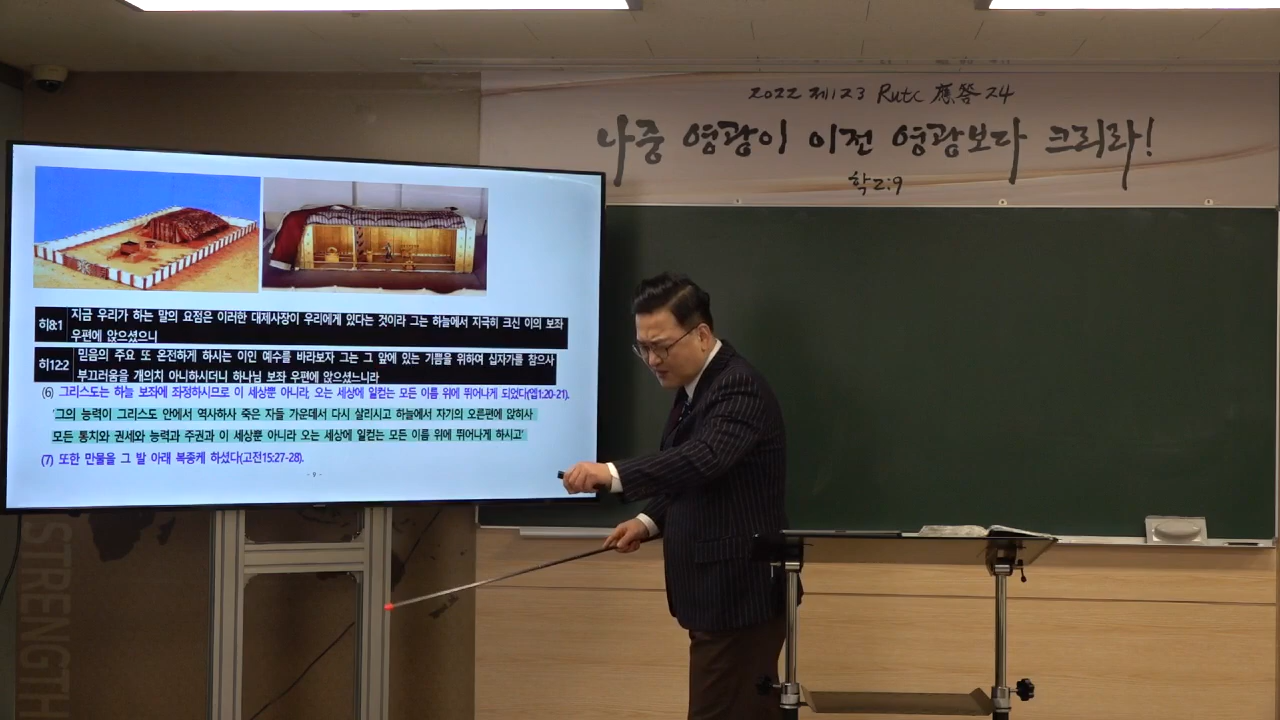 2022 제123 Rutc 應答 24
나중 영광이 이전 영광보다 크리라!
학2:9
히8:1 지금 우리가 하는 말의 요점은 이러한 대제사장이 우리에게 있다는 것이라 그는 하늘에서 지극히 크신 이의 보좌
우편에 앉으셨으니
히12:2 믿음의 주요 또 온전하게 하시는 이인 예수를 바라보자 그는 그 앞에 있는 기쁨을 위하여 십자가를 참으사
부끄러움을 개의치 아니하시더니 하나님 보좌 우편에 앉으셨느니라
(6) 그리스도는 하늘 보좌에 좌정하시므로 이 세상뿐 아니라, 오는 세상에 일컫는 모든 이름 위에 뛰어나게 되었다(엡1:20-21).
'그의 능력이 그리스도 안에서 역사하사 죽은 자들 가운데서 다시 살리시고 하늘에서 자기의 오른편에 앉히사
모든 통치와 권세와 능력과 주권과 이 세상뿐 아니라 오는 세상에 일컫는 모든 이름 위에 뛰어나게 하시고'
(7) 또한 만물을 그 발 아래 복종케 하셨다(고전15:27-28).
- 9 -
STRENGTH